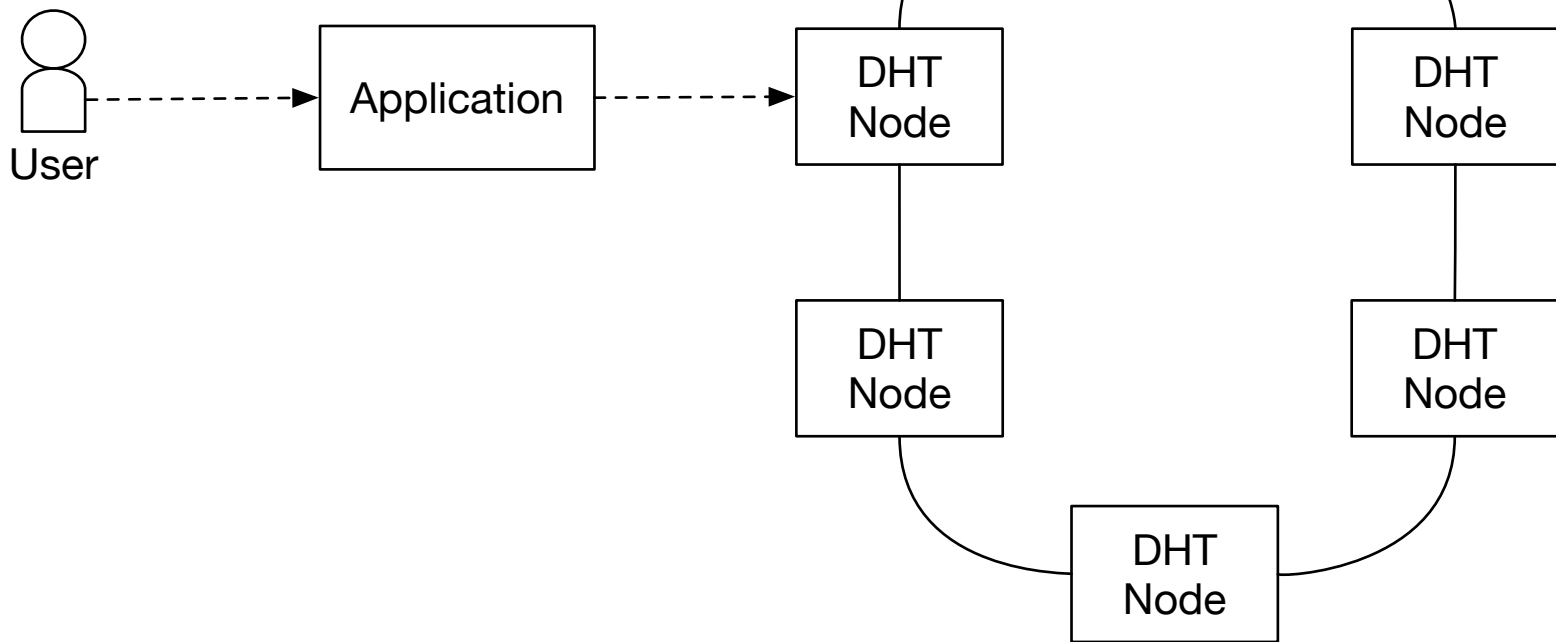 Application
DHT
Node
DHT
Node
User
DHT
Node
DHT
Node
DHT
Node